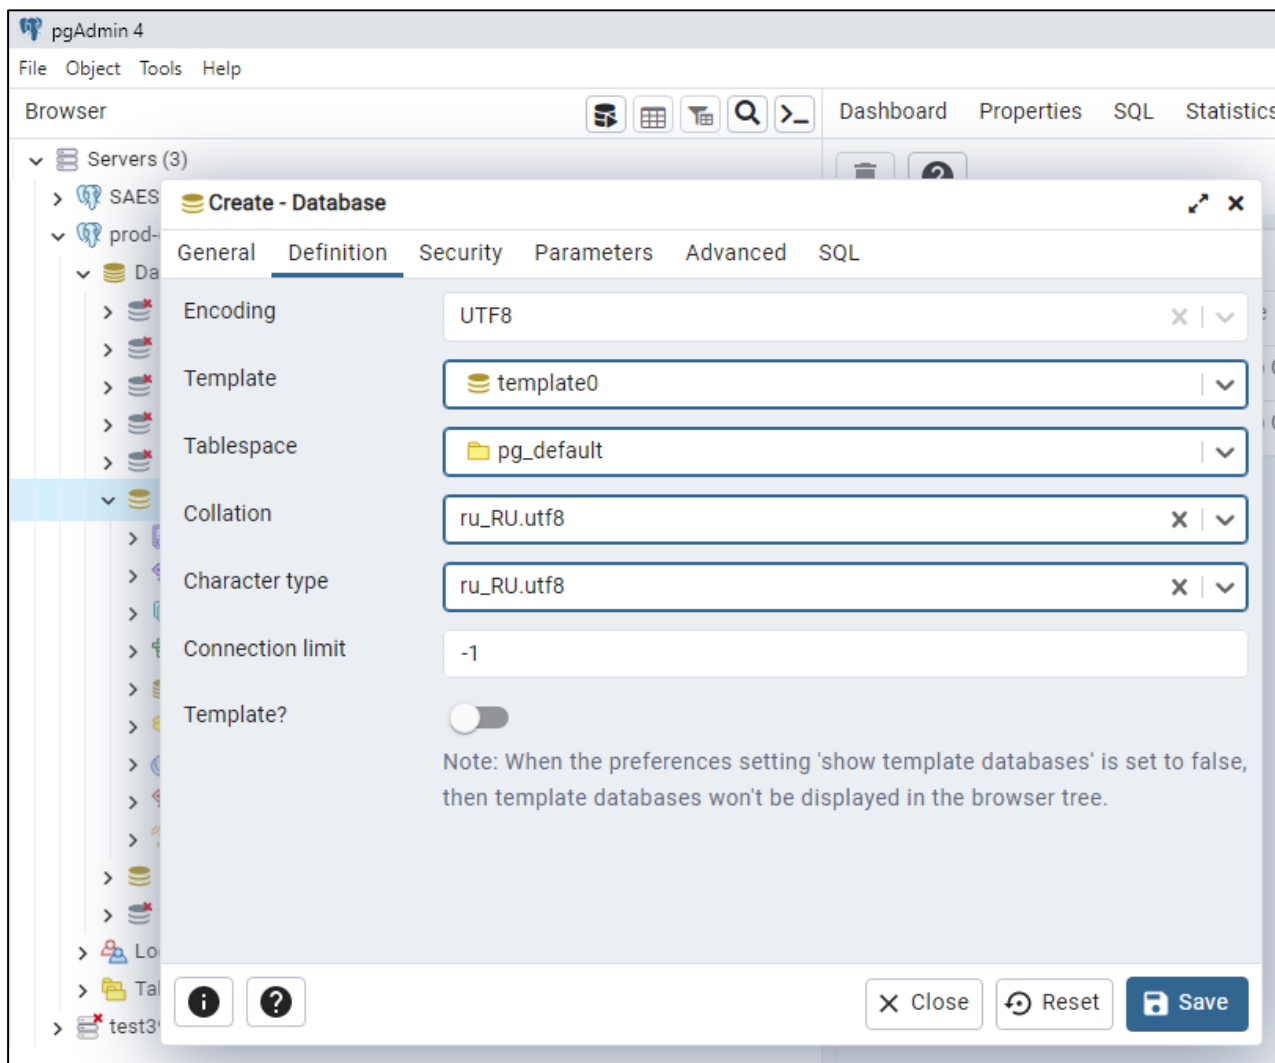 pgAdmin 4
File Object Tools Help
Browser
Dashboard Properties SQL Statistics
Servers (3)
SAES
prod-
Create - Database
General Definition Security Parameters Advanced SQL
Da
Encoding UTF8
Template template0
Tablespace pg_default
Collation ru_RU.utf8
Character type ru_RU.utf8
Connection limit -1
Template?
Note: When the preferences setting 'show template databases' is set to false,
then template databases won't be displayed in the browser tree.
Lo
Tal
test3
Close Reset Save